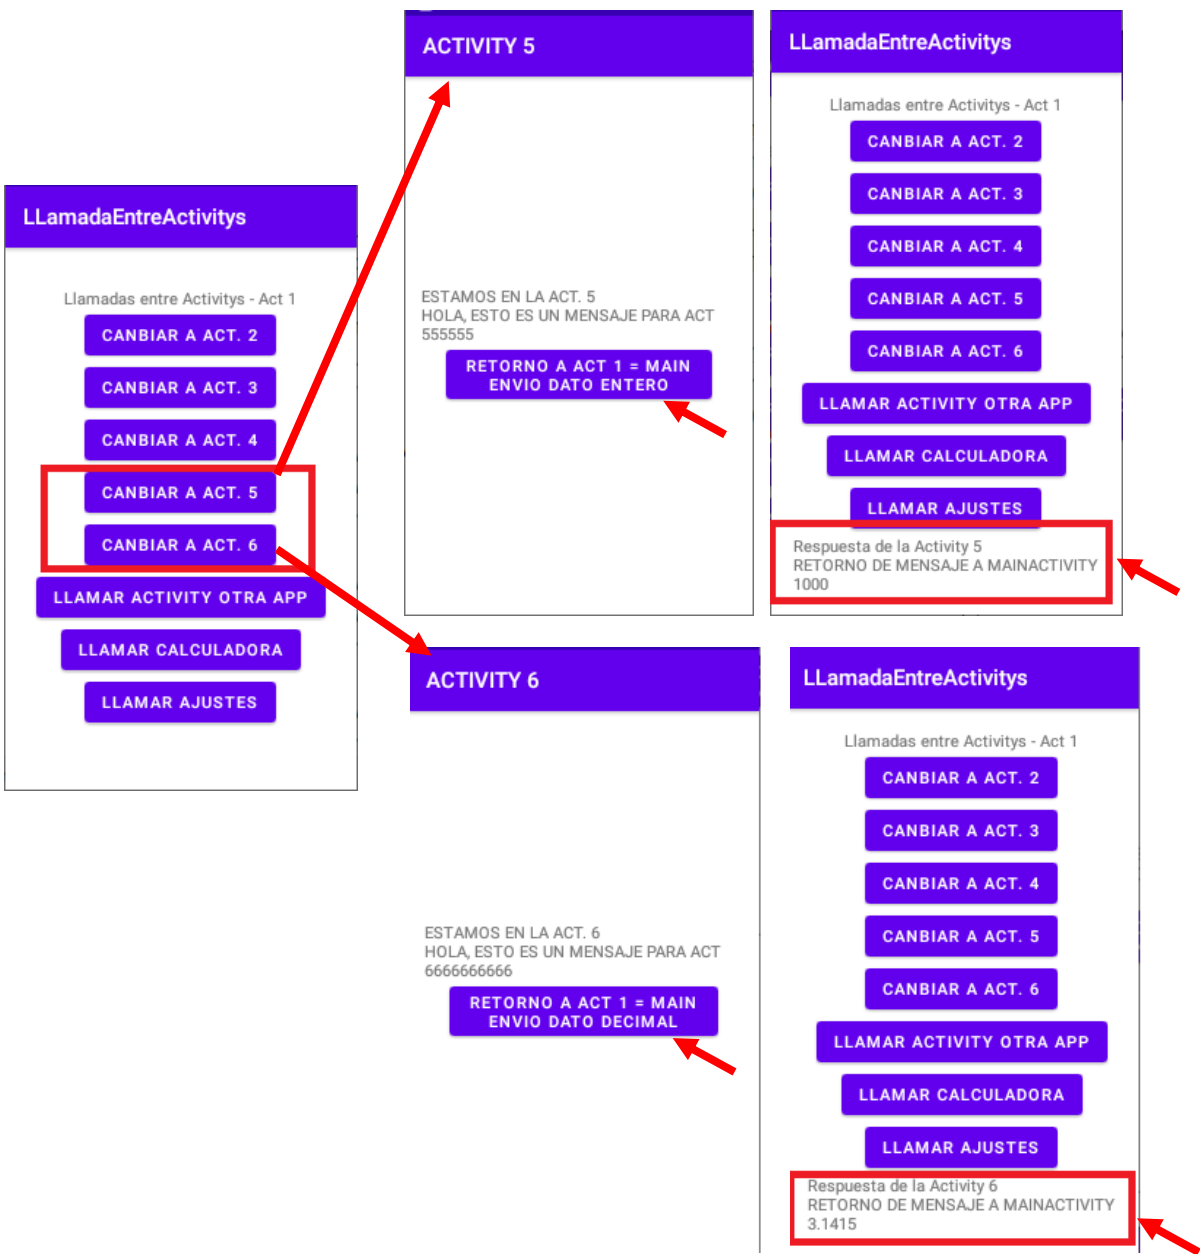 LLamadaEntreActivitys
Llamadas entre Activitys - Act 1
CANBIAR A ACT. 2
CANBIAR A ACT. 3
CANBIAR A ACT. 4
CANBIAR A ACT. 5
CANBIAR A ACT. 6
LLAMAR ACTIVITY OTRA APP
LLAMAR CALCULADORA
LLAMAR AJUSTES
ACTIVITY 5
ESTAMOS EN LA ACT. 5
HOLA, ESTO ES UN MENSAJE PARA ACT
555555
RETORNO A ACT 1 = MAIN
ENVIO DATO ENTERO
LLamadaEntreActivitys
Llamadas entre Activitys - Act 1
CANBIAR A ACT. 2
CANBIAR A ACT. 3
CANBIAR A ACT. 4
CANBIAR A ACT. 5
CANBIAR A ACT. 6
LLAMAR ACTIVITY OTRA APP
LLAMAR CALCULADORA
LLAMAR AJUSTES
Respuesta de la Activity 5
RETORNO DE MENSAJE A MAINACTIVITY
1000
ACTIVITY 6
ESTAMOS EN LA ACT. 6
HOLA, ESTO ES UN MENSAJE PARA ACT
6666666666
RETORNO A ACT 1 = MAIN
ENVIO DATO DECIMAL
LLamadaEntreActivitys
Llamadas entre Activitys - Act 1
CANBIAR A ACT. 2
CANBIAR A ACT. 3
CANBIAR A ACT. 4
CANBIAR A ACT. 5
CANBIAR A ACT. 6
LLAMAR ACTIVITY OTRA APP
LLAMAR CALCULADORA
LLAMAR AJUSTES
Respuesta de la Activity 6
RETORNO DE MENSAJE A MAINACTIVITY
3.1415